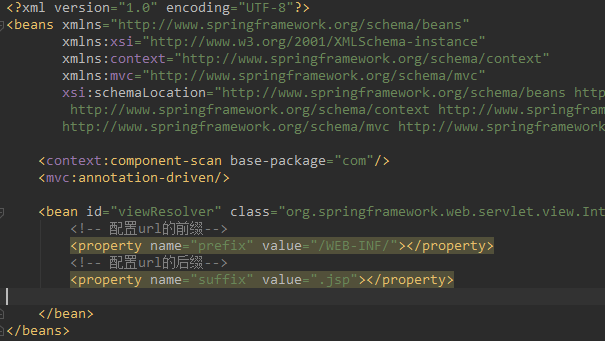 <?xml version="1.0" encoding="UTF-8"?>
<beans xmlns="http://www.springframework.org/schema/beans"
xmlns:xsi="http://www.w3.org/2001/XMLSchema-instance"
xmlns:context="http://www.springframework.org/schema/context"
xmlns:mvc="http://www.springframework.org/schema/mvc"
xsi:schemaLocation="http://www.springframework.org/schema/beans http
http://www.springframework.org/schema/context http://www.springframew
http://www.springframework.org/schema/mvc http://www.springframework.
<context:component-scan base-package="com"/>
<mvc:annotation-driven/>
<bean id="viewResolver" class="org.springframework.web.servlet.view.Int
<!-- 配置url的前缀-->
<property name="prefix" value="/WEB-INF/"></property>
<!-- 配置url的后缀-->
<property name="suffix" value=".jsp"></property>
</bean>
</beans>